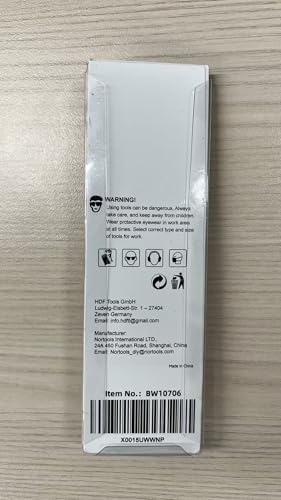 WARNING!
Using tools can be dangerous, Always
take care, and keep away from children.
Wear protective eyewear in work area
at all times. Select correct type and size
of tools for work.
HDF Tools GmbH
Ludwig-Elsbett-Str. 1 – 27404
Zeven Germany
Email: info.hdftt@gmail.com
Manufacturer:
Nortools International LTD.,
24A 460 Fushan Road, Shanghai, China
Email: Nortools_diy@nortools.com
Made in China
Item No.: BW10706
X0015UWWNP